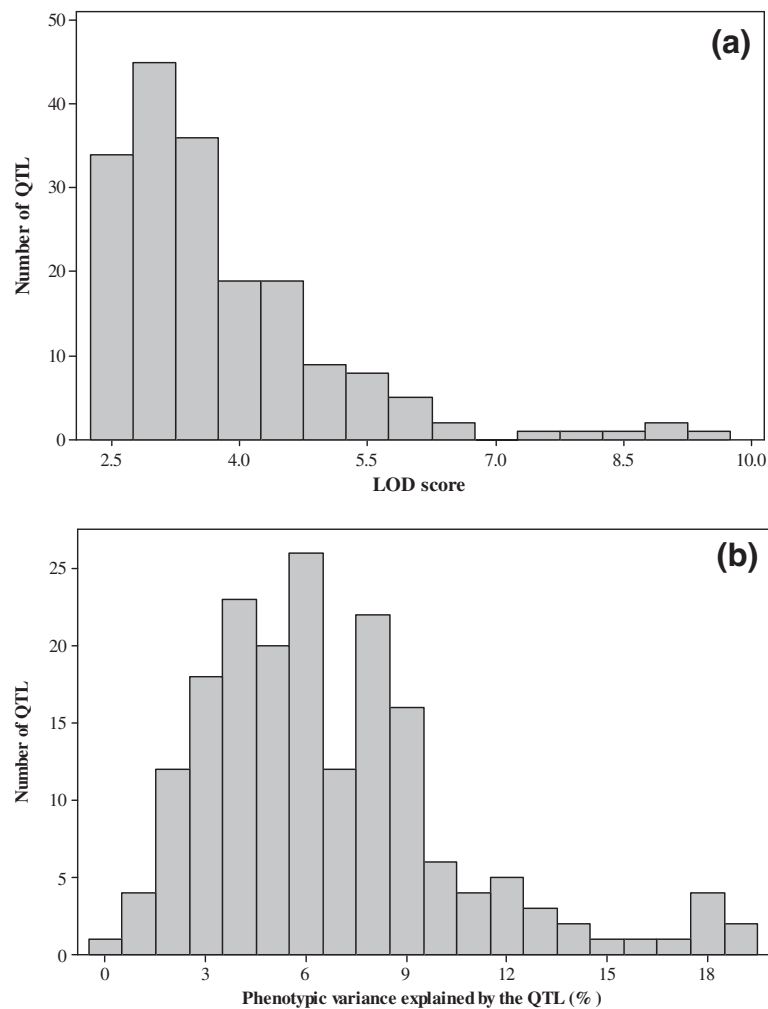 (a)
50
40
30
20
10
0
Number of QTL
2.5 4.0 5.5 7.0 8.5 10.0
LOD score
(b)
25
20
15
10
5
0
Number of QTL
0 3 6 9 12 15 18
Phenotypic variance explained by the QTL (% )